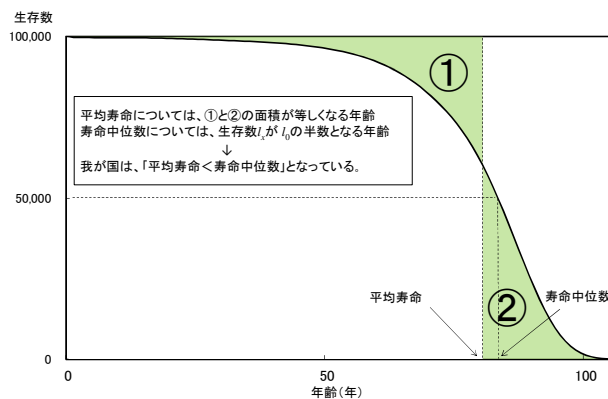 生存数
100,000
①
平均寿命については、①と②の面積が等しくなる年齢
寿命中位数については、生存数lₓが l₀の半数となる年齢
↓
我が国は、「平均寿命<寿命中位数」となっている。
50,000
平均寿命
②
寿命中位数
0
0
50
100
年齢(年)